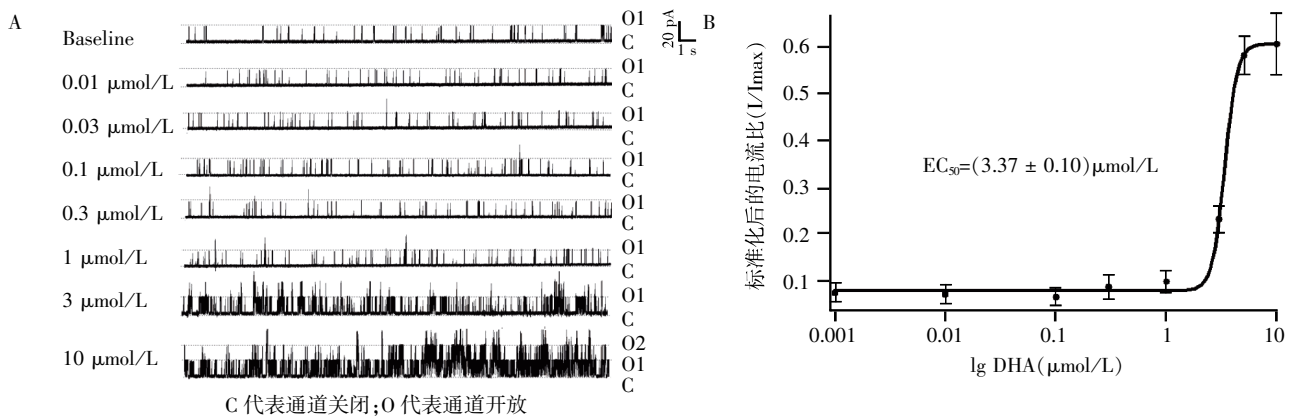 A
Baseline
O1
C
0.01 μmol/L
O1
C
0.03 μmol/L
O1
C
0.1 μmol/L
O1
C
0.3 μmol/L
O1
C
1 μmol/L
O1
C
3 μmol/L
O1
C
10 μmol/L
O2
O1
C
20 pA
1 s
C 代表通道关闭;O 代表通道开放
B
标准化后的电流比(I/Imax)
0.6
0.5
0.4
0.3
0.2
0.1
EC₅₀=(3.37 ± 0.10)μmol/L
0.001 0.01 0.1 1 10
lg DHA(μmol/L)